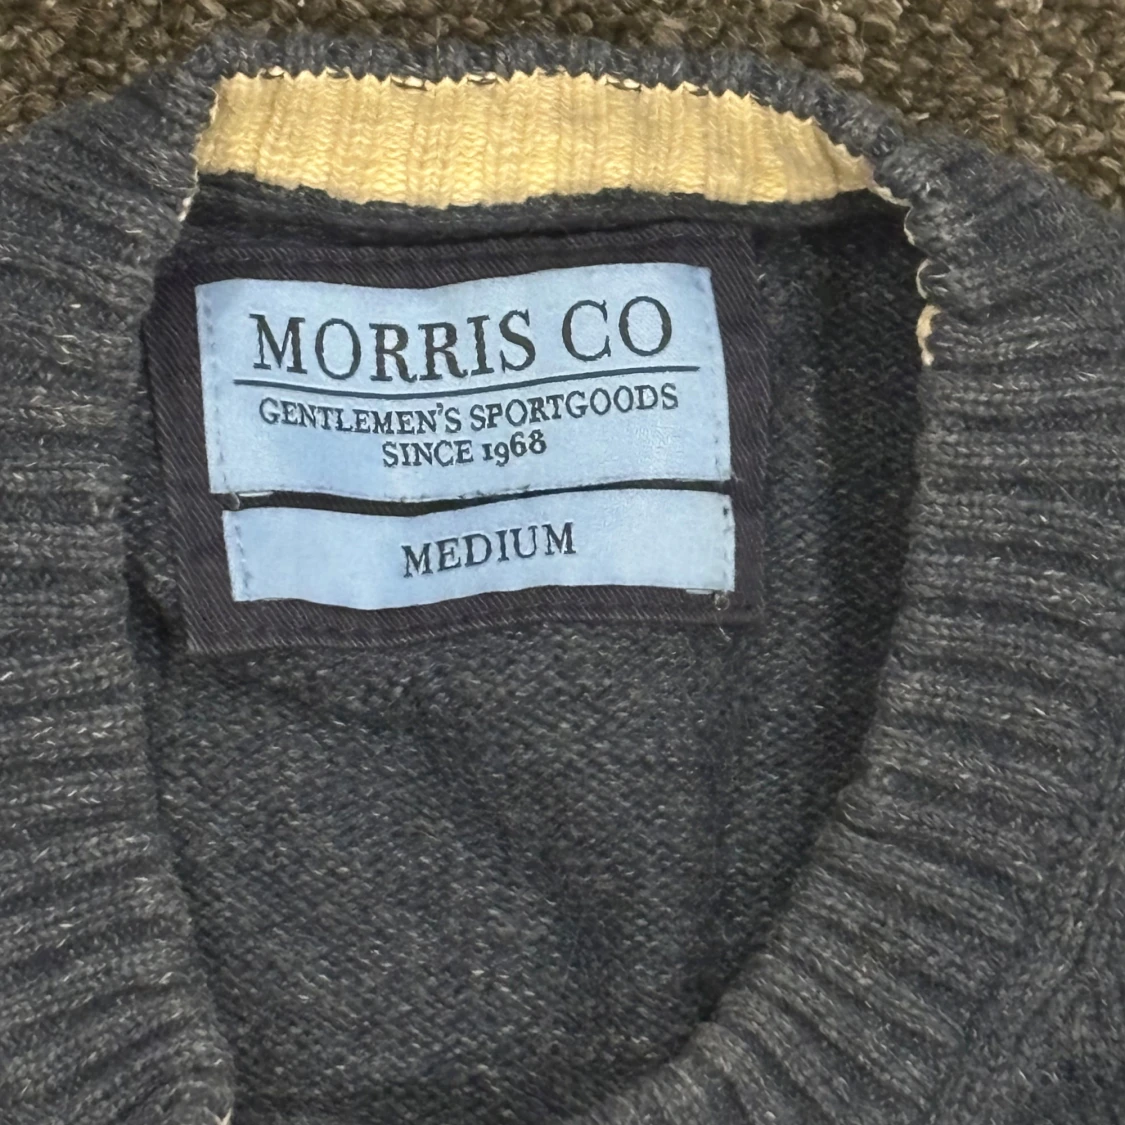 MORRIS CO
GENTLEMEN'S SPORTGOODS
SINCE 1968
MEDIUM